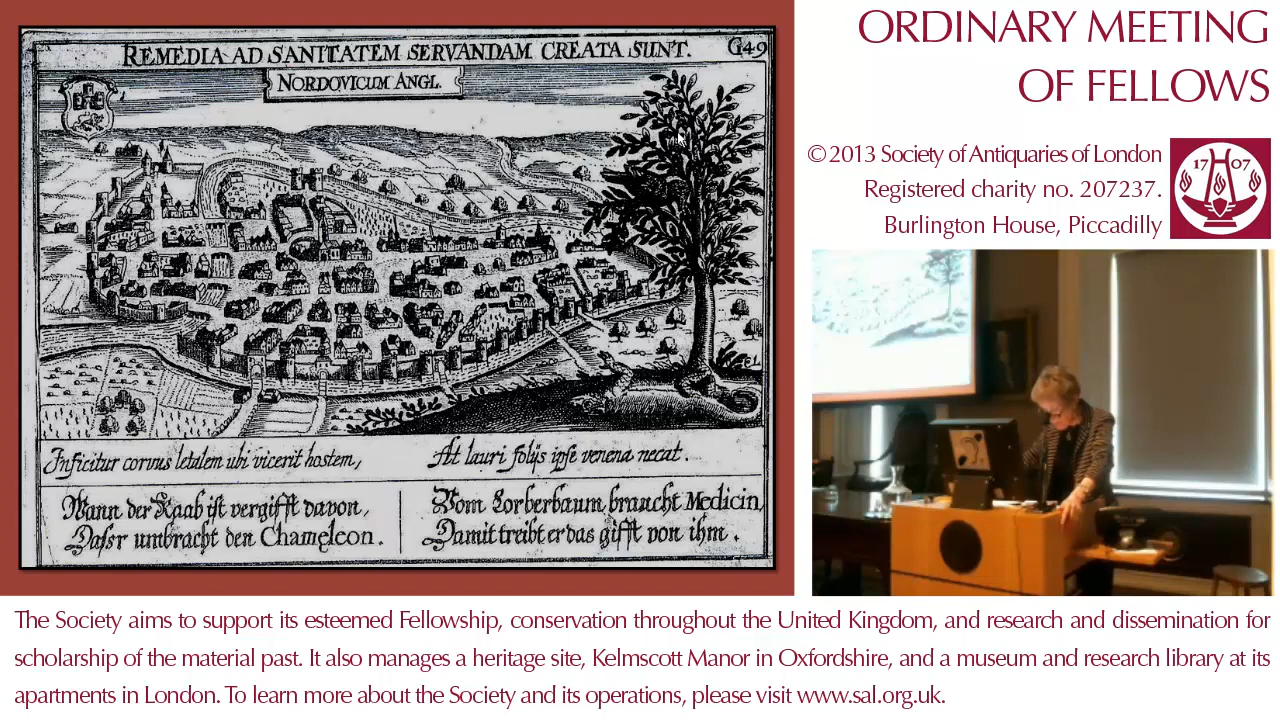 REMEDIA AD SANITATEM SERVANDAM CREATA SUNT.
G49
NORDOVICUM ANGL.
Inficitur corvus letalem ubi vicerit hostem,
At lauri folijs ipse venena necat.
Wann der Raab ist vergifft davon,
Dass'r umbracht den Chameleon.
Vom Lorberbaum braucht Medicin,
Damit treibt er das gifft von ihm.
ORDINARY MEETING
OF FELLOWS
© 2013 Society of Antiquaries of London
Registered charity no. 207237.
Burlington House, Piccadilly
17 07
The Society aims to support its esteemed Fellowship, conservation throughout the United Kingdom, and research and dissemination for
scholarship of the material past. It also manages a heritage site, Kelmscott Manor in Oxfordshire, and a museum and research library at its
apartments in London. To learn more about the Society and its operations, please visit www.sal.org.uk.